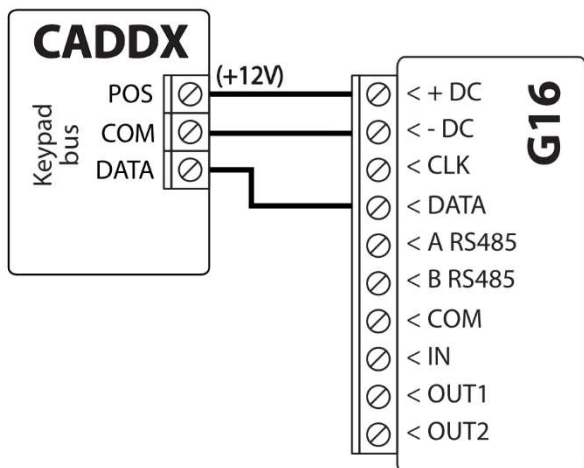 CADDX
Keypad
bus
POS
COM
DATA
(+12V)
< + DC
< - DC
< CLK
< DATA
< A RS485
< B RS485
< COM
< IN
< OUT1
< OUT2
G16